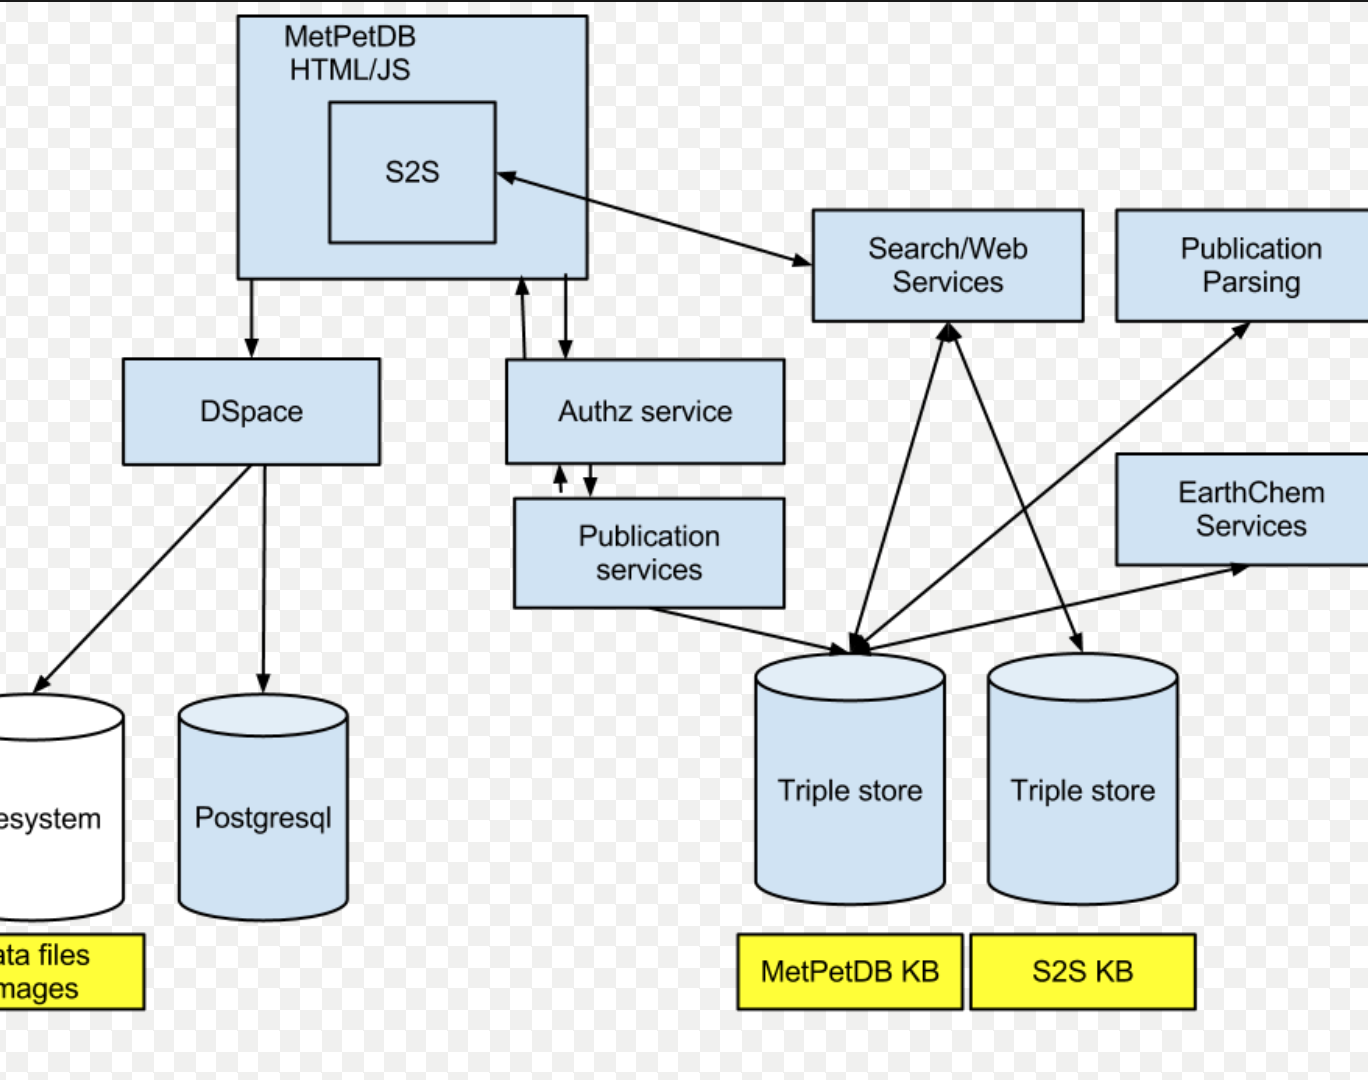 MetPetDB
HTML/JS
S2S
Search/Web
Services
Publication
Parsing
DSpace
Authz service
EarthChem
Services
Publication
services
esystem
Postgresql
Triple store
Triple store
ata files
mages
MetPetDB KB
S2S KB